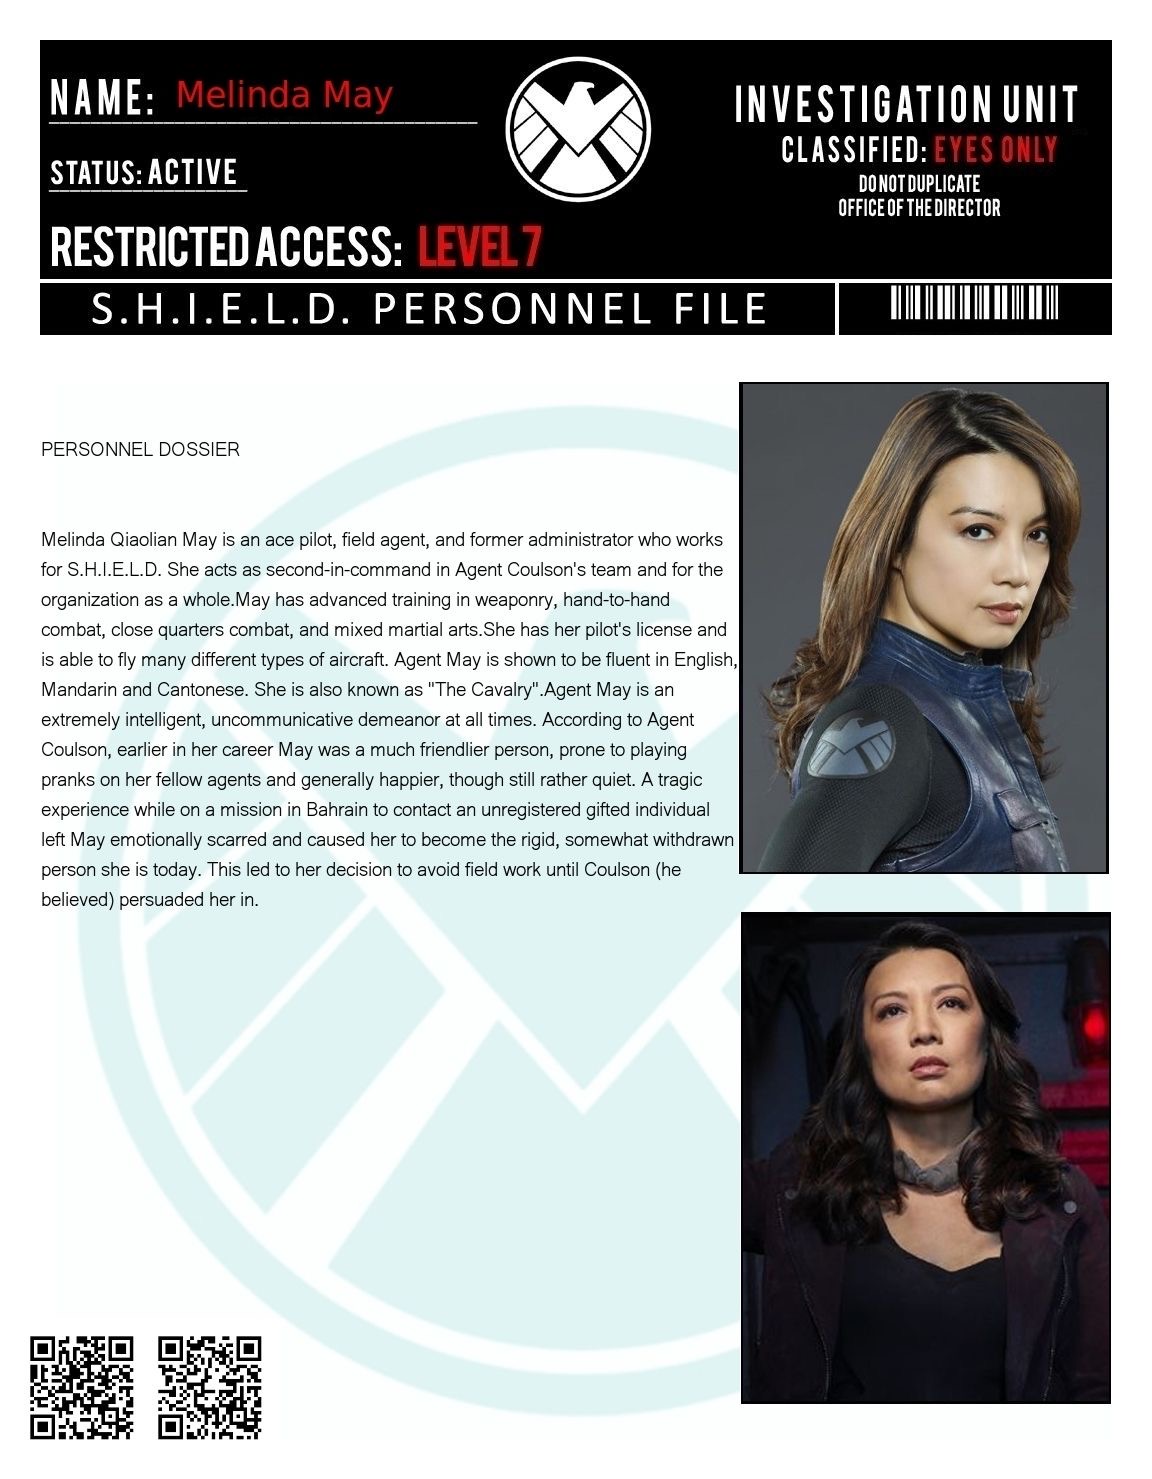 NAME: Melinda May
STATUS: ACTIVE
RESTRICTED ACCESS: LEVEL 7
INVESTIGATION UNIT
CLASSIFIED: EYES ONLY
DO NOT DUPLICATE
OFFICE OF THE DIRECTOR
S.H.I.E.L.D. PERSONNEL FILE
PERSONNEL DOSSIER
Melinda Qiaolian May is an ace pilot, field agent, and former administrator who works
for S.H.I.E.L.D. She acts as second-in-command in Agent Coulson's team and for the
organization as a whole.May has advanced training in weaponry, hand-to-hand
combat, close quarters combat, and mixed martial arts.She has her pilot's license and
is able to fly many different types of aircraft. Agent May is shown to be fluent in English,
Mandarin and Cantonese. She is also known as "The Cavalry".Agent May is an
extremely intelligent, uncommunicative demeanor at all times. According to Agent
Coulson, earlier in her career May was a much friendlier person, prone to playing
pranks on her fellow agents and generally happier, though still rather quiet. A tragic
experience while on a mission in Bahrain to contact an unregistered gifted individual
left May emotionally scarred and caused her to become the rigid, somewhat withdrawn
person she is today. This led to her decision to avoid field work until Coulson (he
believed) persuaded her in.